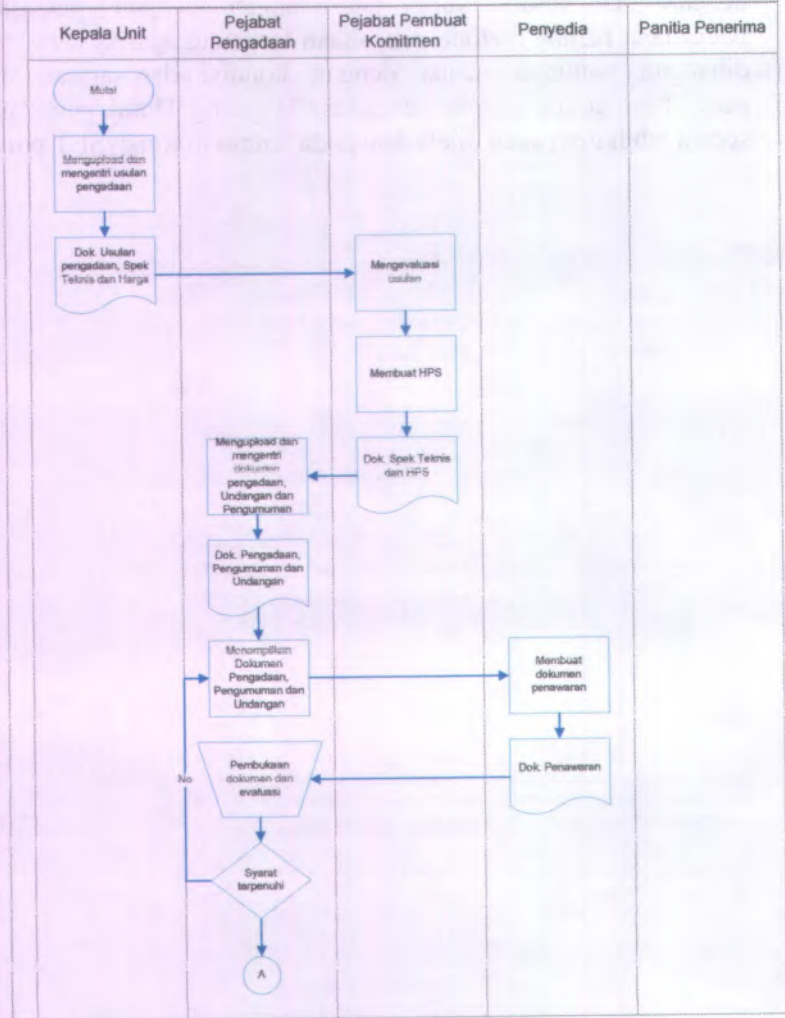 Kepala Unit
Pejabat
Pengadaan
Pejabat Pembuat
Komitmen
Penyedia
Panitia Penerima
Mulai
Mengupload dan
mengentri usulan
pengadaan
Dok. Usulan
pengadaan, Spek
Teknis dan Harga
Mengevaluasi
usulan
Membuat HPS
Dok. Spek Teknis
dan HPS
Mengupload dan
mengentri
dokumen
pengadaan,
Undangan dan
Pengumuman
Dok. Pengadaan,
Pengumuman dan
Undangan
Menampilkan
Dokumen
Pengadaan,
Pengumuman dan
Undangan
Membuat
dokumen
penawaran
Dok. Penawaran
Pembukaan
dokumen dan
evaluasi
No
Syarat
terpenuhi
A